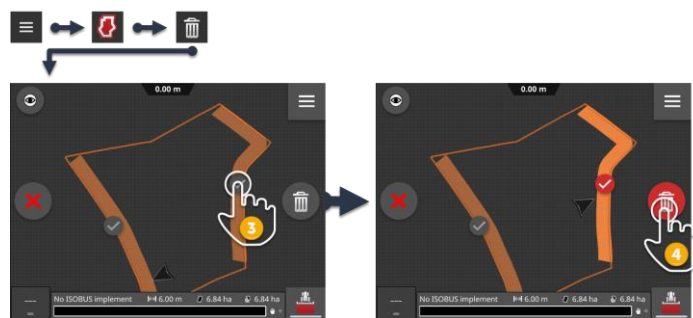 0.00 m
3
---
No ISOBUS implement 6.00 m 6.84 ha 6.84 ha
0.00 m
4
---
No ISOBUS implement 6.00 m 6.84 ha 6.84 ha